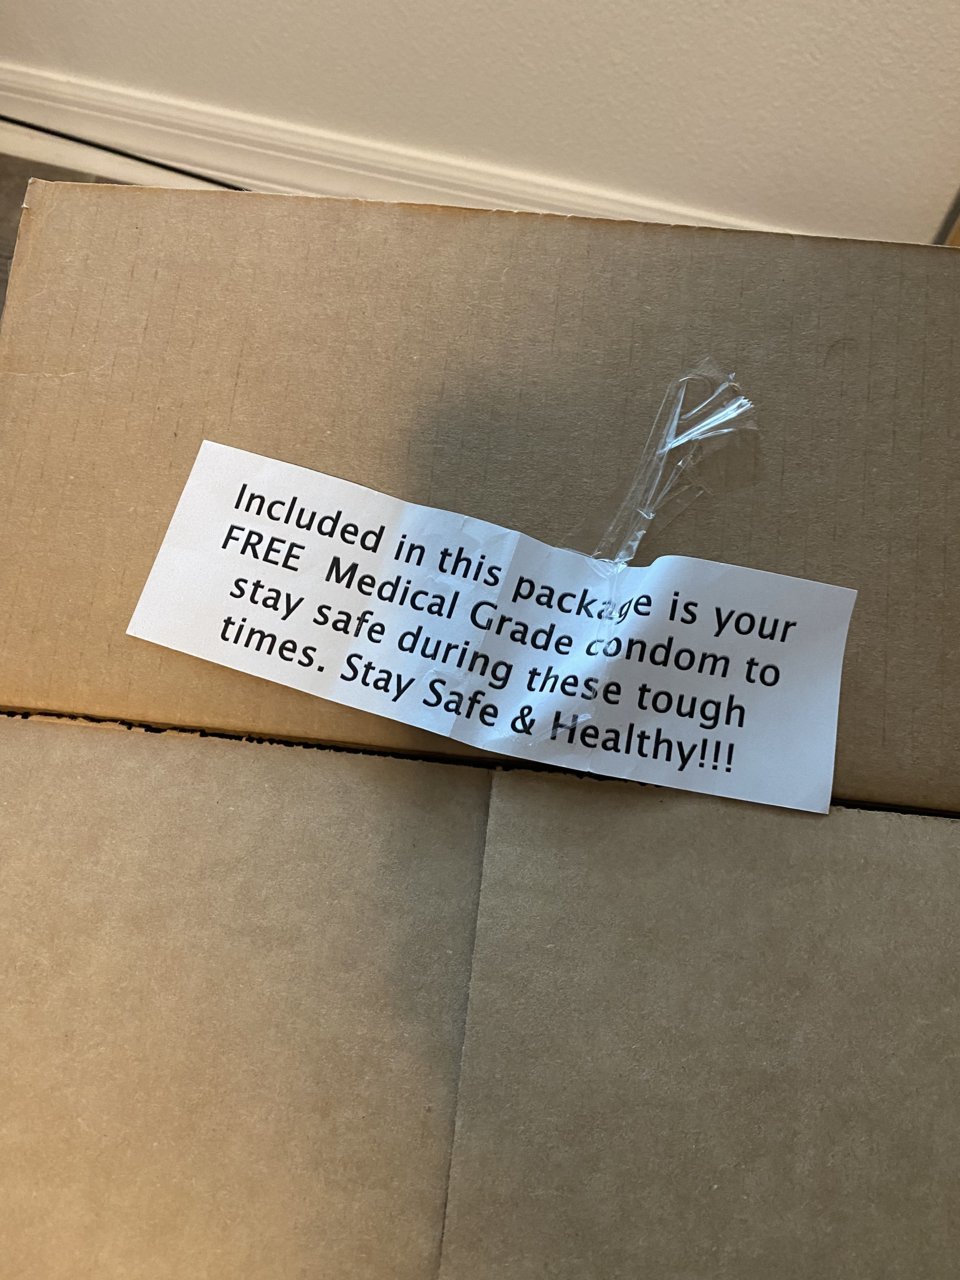 Included in this package is your
FREE  Medical Grade condom to
stay safe during these tough
times. Stay Safe & Healthy!!!